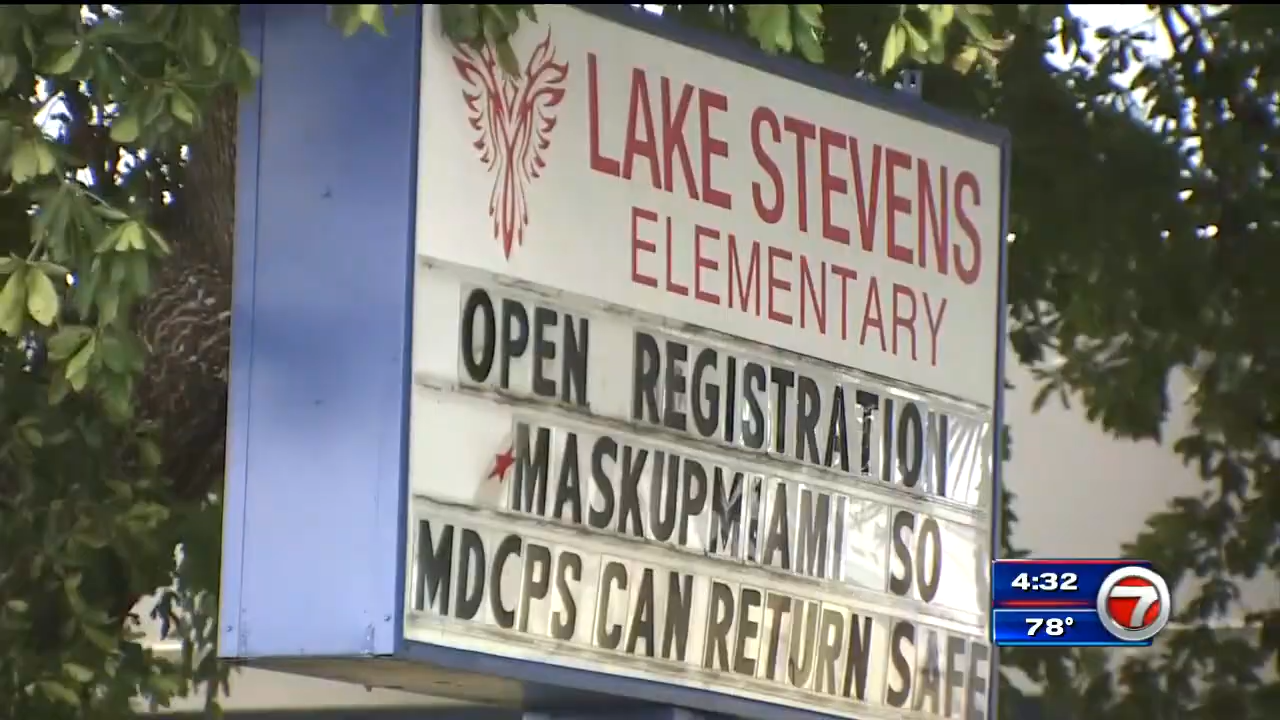 LAKE STEVENS
ELEMENTARY
OPEN REGISTRATION
MASKUPMIAMI SO
MDCPS CAN RETURN SAFE
4:32
78°
7